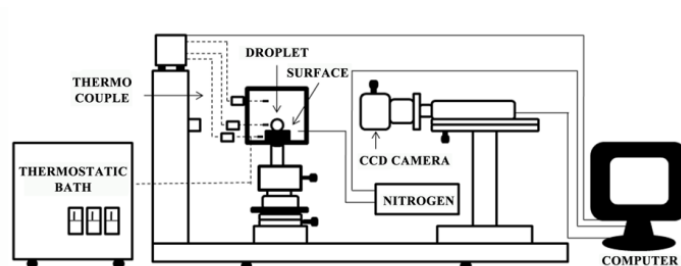 DROPLET
SURFACE
THERMO
COUPLE
CCD CAMERA
THERMOSTATIC
BATH
NITROGEN
COMPUTER